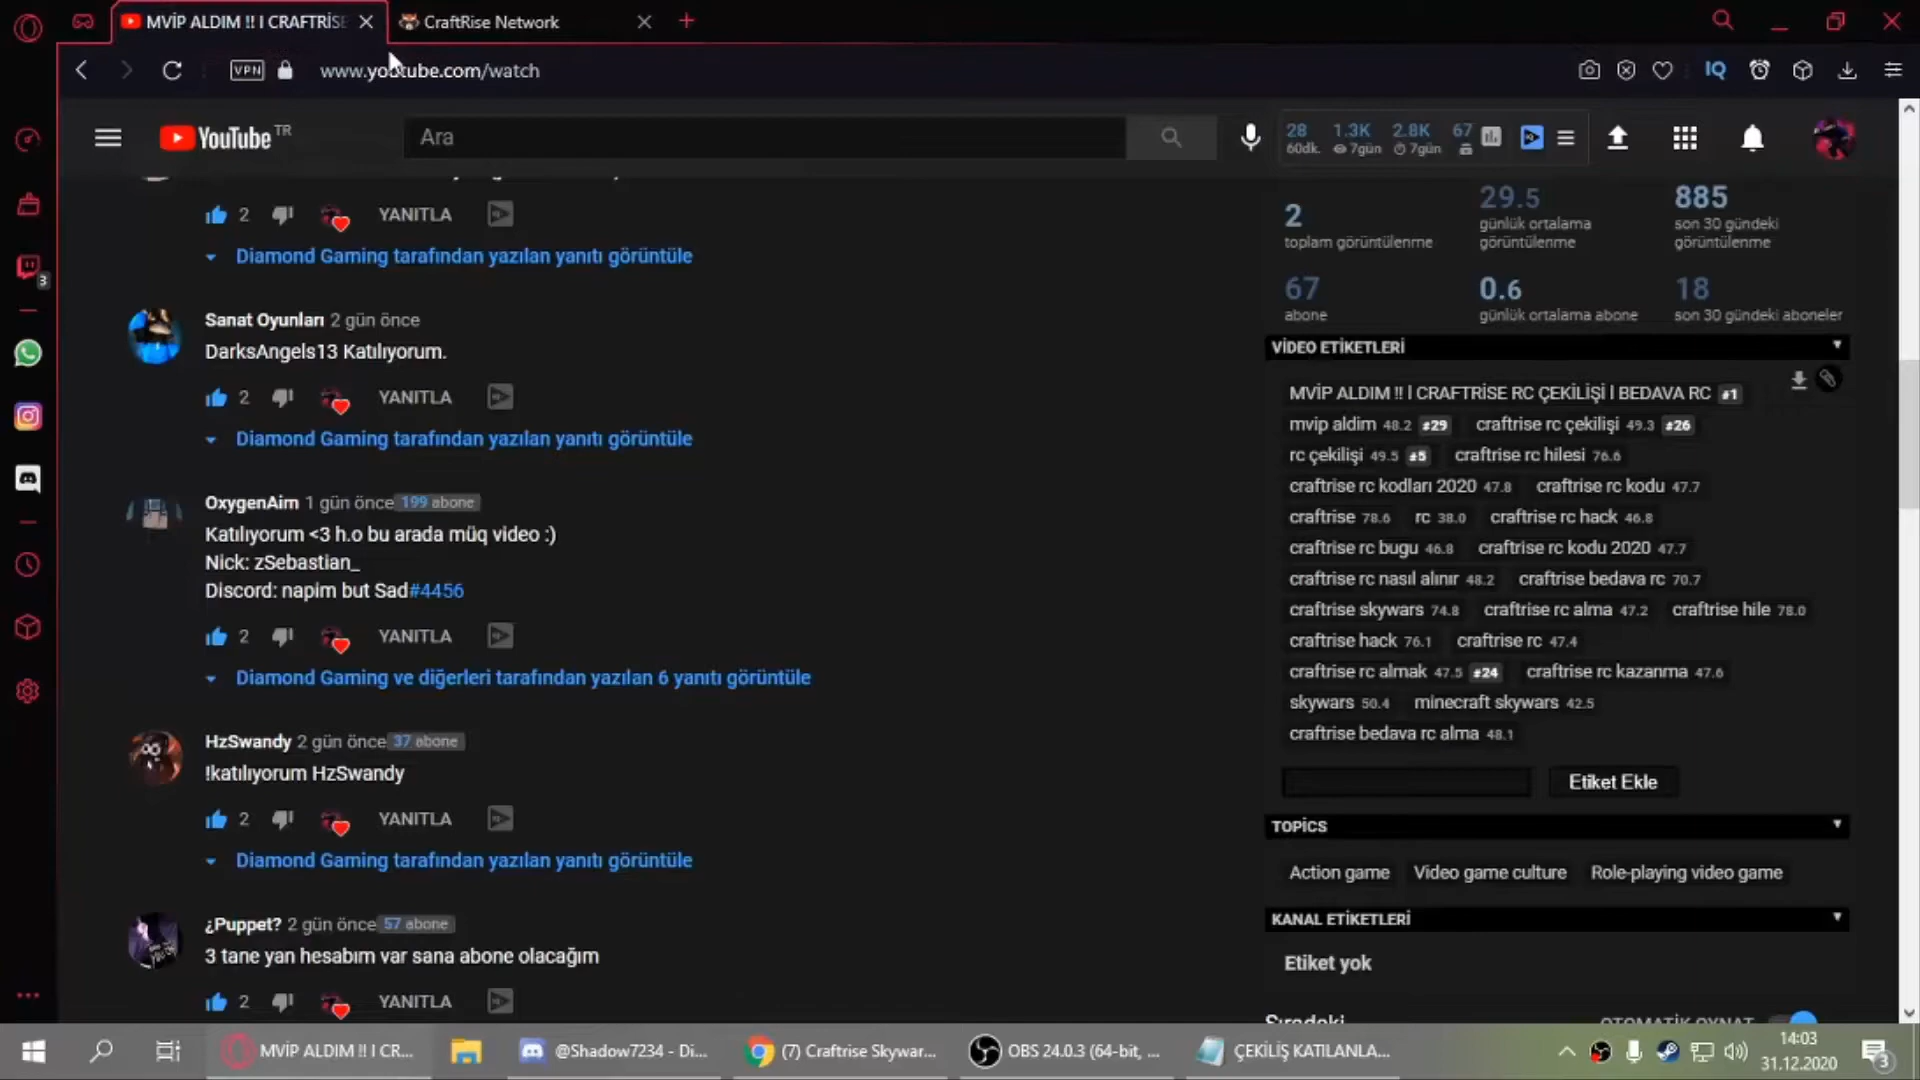 MVİP ALDIM !! I CRAFTRİSE
CraftRise Network
VPN
www.youtube.com/watch
IQ
YouTube TR
Ara
28 1.3K 2.8K 67
60dk. 7gün 7gün
2 YANITLA
Diamond Gaming tarafından yazılan yanıtı görüntüle
Sanat Oyunları 2 gün önce
DarksAngels13 Katılıyorum.
2 YANITLA
Diamond Gaming tarafından yazılan yanıtı görüntüle
OxygenAim 1 gün önce 199 abone
Katılıyorum <3 h.o bu arada müq video :)
Nick: zSebastian_
Discord: napim but Sad#4456
2 YANITLA
Diamond Gaming ve diğerleri tarafından yazılan 6 yanıtı görüntüle
HzSwandy 2 gün önce 37 abone
!katılıyorum HzSwandy
2 YANITLA
Diamond Gaming tarafından yazılan yanıtı görüntüle
¿Puppet? 2 gün önce 57 abone
3 tane yan hesabım var sana abone olacağım
2 YANITLA
2 29.5 885
toplam görüntülenme günlük ortalama görüntülenme son 30 gündeki görüntülenme
67 0.6 18
abone günlük ortalama abone son 30 gündeki aboneler
VİDEO ETİKETLERİ
MVİP ALDIM !! I CRAFTRİSE RC ÇEKİLİŞİ I BEDAVA RC #1
mvip aldim 48.2 #29 craftrise rc çekilişi 49.3 #26
rc çekilişi 49.5 #5 craftrise rc hilesi 76.6
craftrise rc kodları 2020 47.8 craftrise rc kodu 47.7
craftrise 78.6 rc 38.0 craftrise rc hack 46.8
craftrise rc bugu 46.8 craftrise rc kodu 2020 47.7
craftrise rc nasıl alınır 48.2 craftrise bedava rc 70.7
craftrise skywars 74.8 craftrise rc alma 47.2 craftrise hile 78.0
craftrise hack 76.1 craftrise rc 47.4
craftrise rc almak 47.5 #24 craftrise rc kazanma 47.6
skywars 50.4 minecraft skywars 42.5
craftrise bedava rc alma 48.1
Etiket Ekle
TOPİCS
Action game Video game culture Role-playing video game
KANAL ETİKETLERİ
Etiket yok
Sıradaki OTOMATİK OYNAT
3
MVİP ALDIM !! I CR...
@Shadow7234 - Di...
(7) Craftrise Skywar...
OBS 24.0.3 (64-bit, ...
ÇEKİLİŞ KATILANLA...
14:03
31.12.2020
3